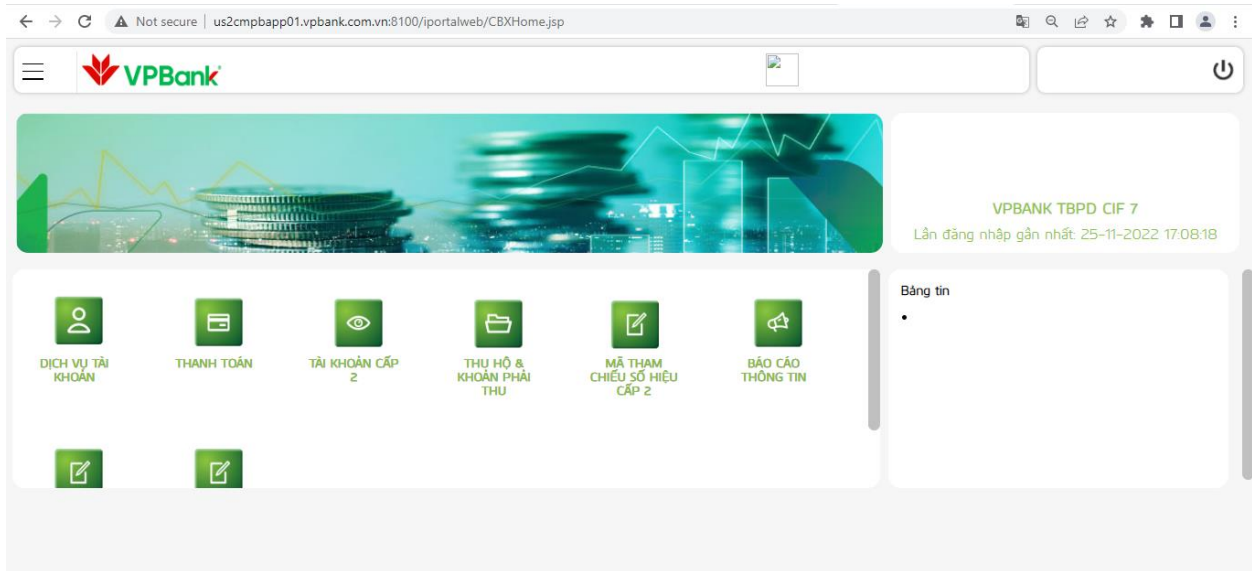 Not secure | us2cmpbapp01.vpbank.com.vn:8100/iportalweb/CBXHome.jsp
VPBank
VPBANK TBPD CIF 7
Lần đăng nhập gần nhất: 25-11-2022 17:08:18
Bảng tin
DỊCH VỤ TÀI
KHOẢN
THANH TOÁN
TÀI KHOẢN CẤP
2
THU HỘ &
KHOẢN PHẢI
THU
MÃ THAM
CHIẾU SỐ HIỆU
CẤP 2
BÁO CÁO
THÔNG TIN